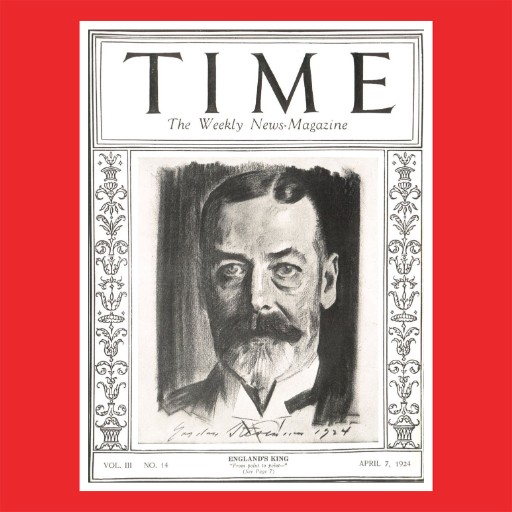 TIME
The Weekly News-Magazine
1924
VOL. III NO. 14
ENGLAND'S KING
"From point to point—"
(See Page 7)
APRIL 7, 1924